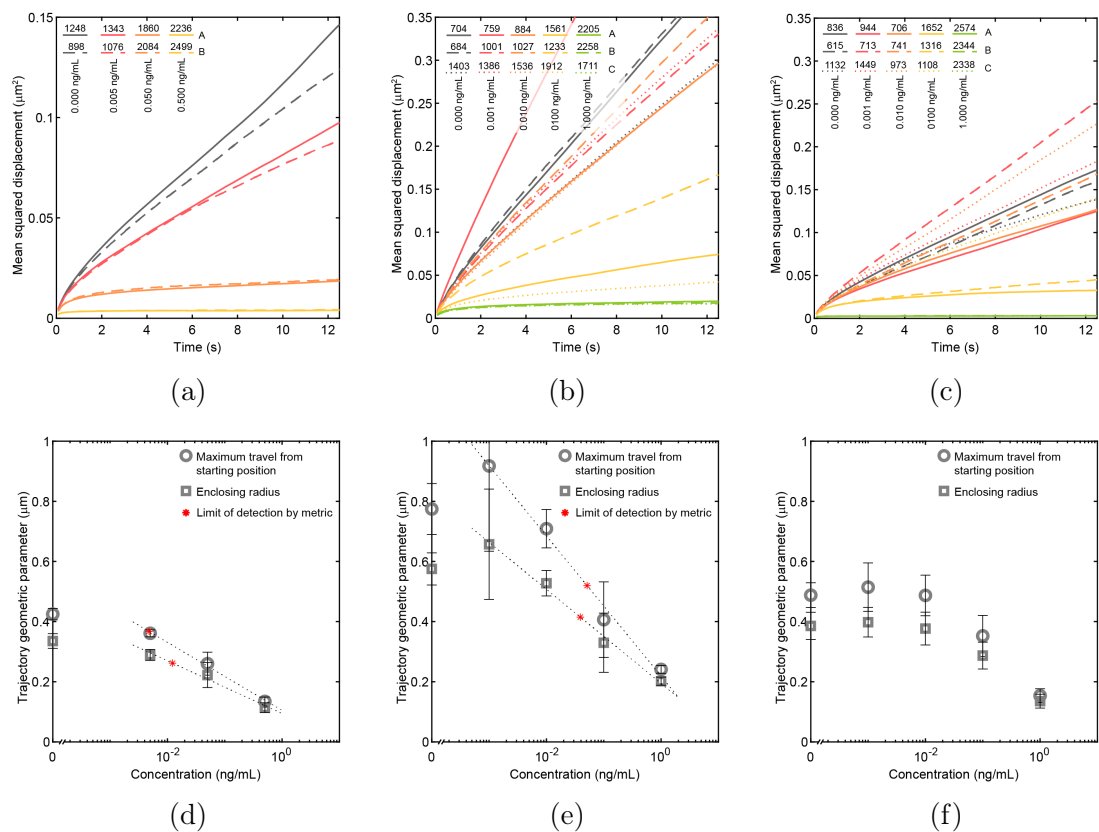 0.15
0.1
0.05
0
0 2 4 6 8 10 12
Time (s)
Mean squared displacement (μm²)
1248 1343 1860 2236 A
898 1076 2084 2499 B
0.000 ng/mL
0.005 ng/mL
0.050 ng/mL
0.500 ng/mL
(a)
0.35
0.3
0.25
0.2
0.15
0.1
0.05
0
0 2 4 6 8 10 12
Time (s)
Mean squared displacement (μm²)
704 759 884 1561 2205 A
684 1001 1027 1233 2258 B
1403 1386 1536 1912 1711 C
0.000 ng/mL
0.001 ng/mL
0.010 ng/mL
0100 ng/mL
1.000 ng/mL
(b)
0.35
0.3
0.25
0.2
0.15
0.1
0.05
0
0 2 4 6 8 10 12
Time (s)
Mean squared displacement (μm²)
836 944 706 1652 2574 A
615 713 741 1316 2344 B
1132 1449 973 1108 2338 C
0.000 ng/mL
0.001 ng/mL
0.010 ng/mL
0100 ng/mL
1.000 ng/mL
(c)
1
0.8
0.6
0.4
0.2
0
0 10⁻² 10⁰
Concentration (ng/mL)
Trajectory geometric parameter (μm)
Maximum travel from
starting position
Enclosing radius
Limit of detection by metric
(d)
1
0.8
0.6
0.4
0.2
0
0 10⁻² 10⁰
Concentration (ng/mL)
Trajectory geometric parameter (μm)
Maximum travel from
starting position
Enclosing radius
Limit of detection by metric
(e)
1
0.8
0.6
0.4
0.2
0
0 10⁻² 10⁰
Concentration (ng/mL)
Trajectory geometric parameter (μm)
Maximum travel from
starting position
Enclosing radius
(f)